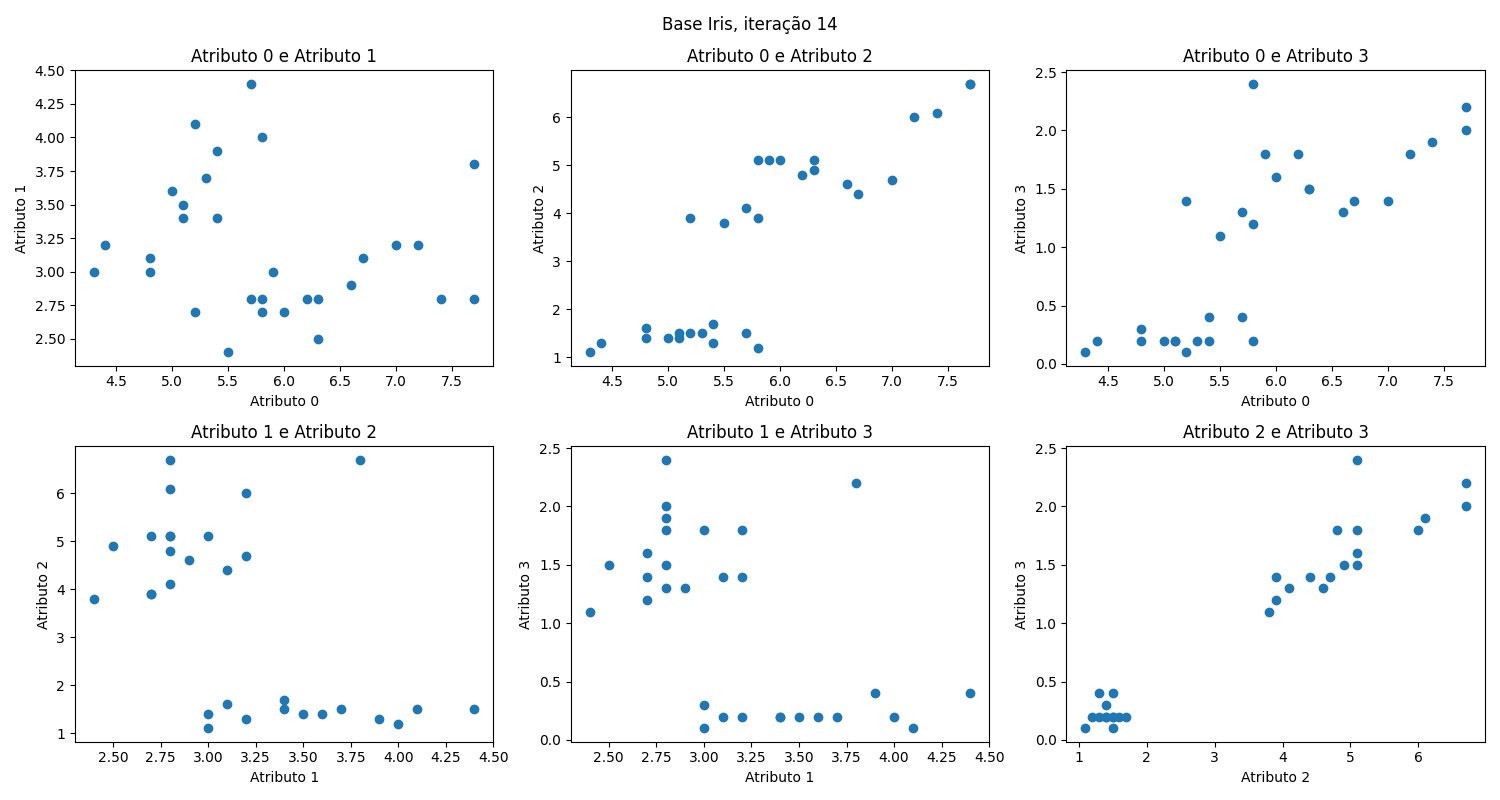 Base Iris, iteração 14
Atributo 0 e Atributo 1
4.50
4.25
4.00
3.75
3.50
3.25
3.00
2.75
2.50
Atributo 1
4.5 5.0 5.5 6.0 6.5 7.0 7.5
Atributo 0
Atributo 0 e Atributo 2
6
5
4
3
2
1
Atributo 2
4.5 5.0 5.5 6.0 6.5 7.0 7.5
Atributo 0
Atributo 0 e Atributo 3
2.5
2.0
1.5
1.0
0.5
0.0
Atributo 3
4.5 5.0 5.5 6.0 6.5 7.0 7.5
Atributo 0
Atributo 1 e Atributo 2
6
5
4
3
2
1
Atributo 2
2.50 2.75 3.00 3.25 3.50 3.75 4.00 4.25 4.50
Atributo 1
Atributo 1 e Atributo 3
2.5
2.0
1.5
1.0
0.5
0.0
Atributo 3
2.50 2.75 3.00 3.25 3.50 3.75 4.00 4.25 4.50
Atributo 1
Atributo 2 e Atributo 3
2.5
2.0
1.5
1.0
0.5
0.0
Atributo 3
1 2 3 4 5 6
Atributo 2